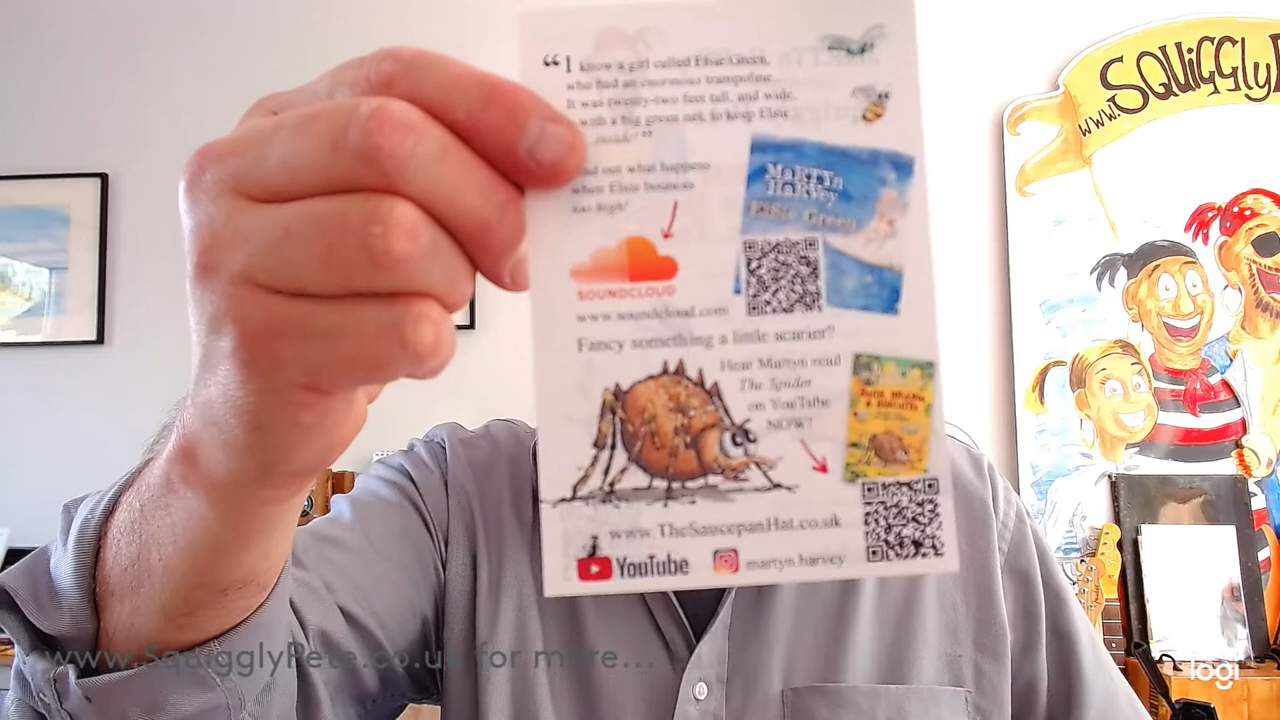 “I know a girl called Elsie Green,
who had an enormous trampoline...
It was twenty-two feet tall, and wide,
with a big green net, to keep Elsie
inside!”
out what happens
when Elsie bounces
too high!
MARTYN
HARVEY
Elsie Green
SOUNDCLOUD
www.soundcloud.com
Fancy something a little scarier?
Hear Martyn read
The Spider
on YouTube
NOW!
www.TheSaucepanHat.co.uk
YouTube
martyn.harvey
www.SQUiGGLyP
www.SquigglyPete.co.uk for more...
logi